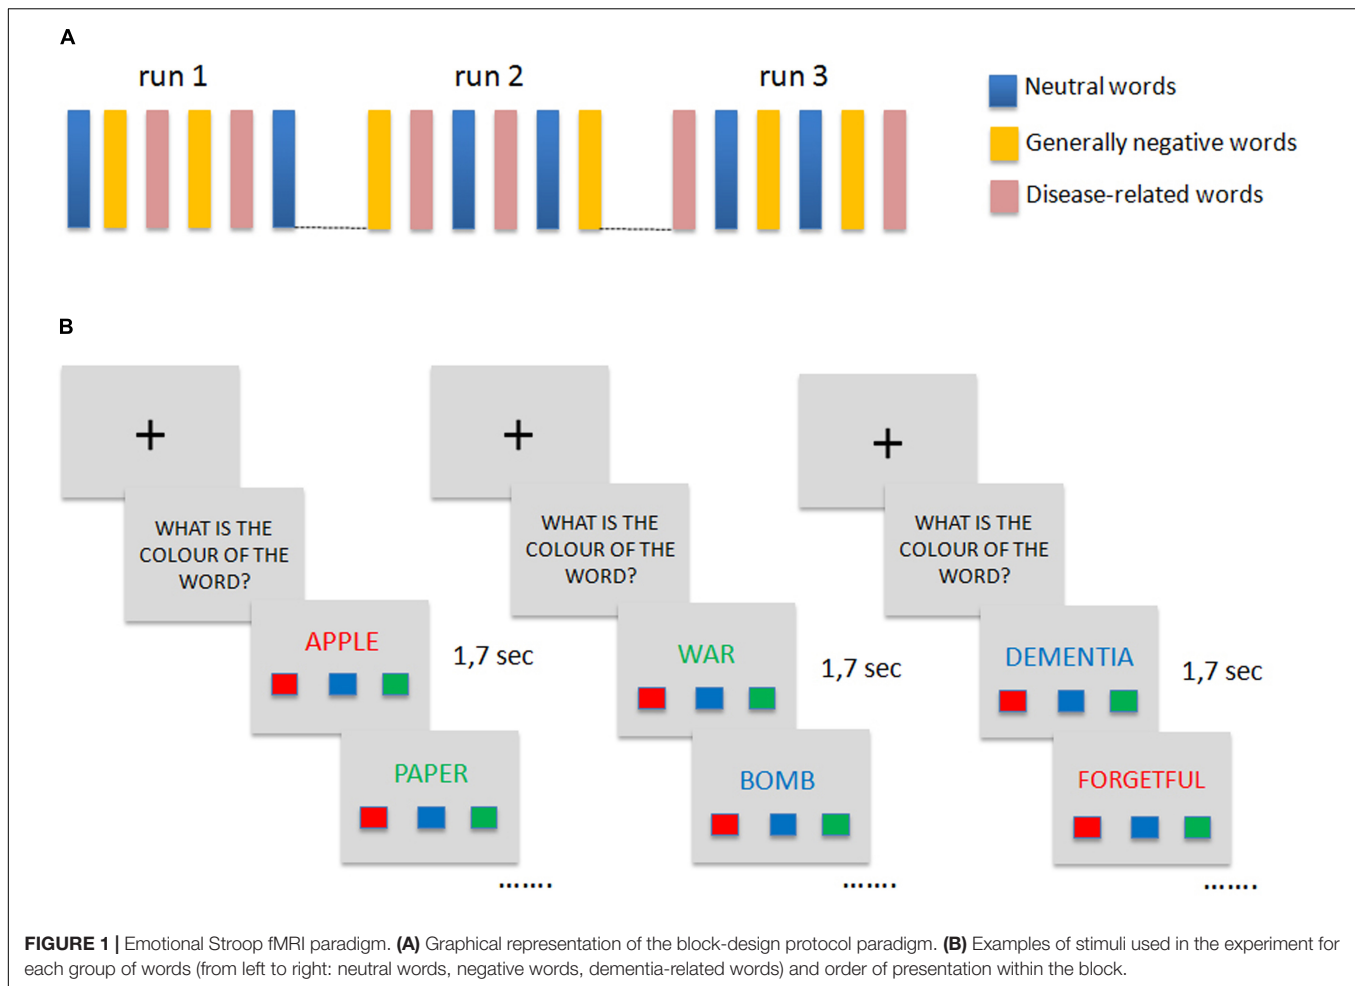 A
run 1
run 2
run 3
Neutral words
Generally negative words
Disease-related words
B
+
+
+
WHAT IS THE
COLOUR OF THE
WORD?
WHAT IS THE
COLOUR OF THE
WORD?
WHAT IS THE
COLOUR OF THE
WORD?
APPLE
1,7 sec
WAR
1,7 sec
DEMENTIA
1,7 sec
PAPER
BOMB
FORGETFUL
.......
.......
.......
FIGURE 1 | Emotional Stroop fMRI paradigm. (A) Graphical representation of the block-design protocol paradigm. (B) Examples of stimuli used in the experiment for
each group of words (from left to right: neutral words, negative words, dementia-related words) and order of presentation within the block.